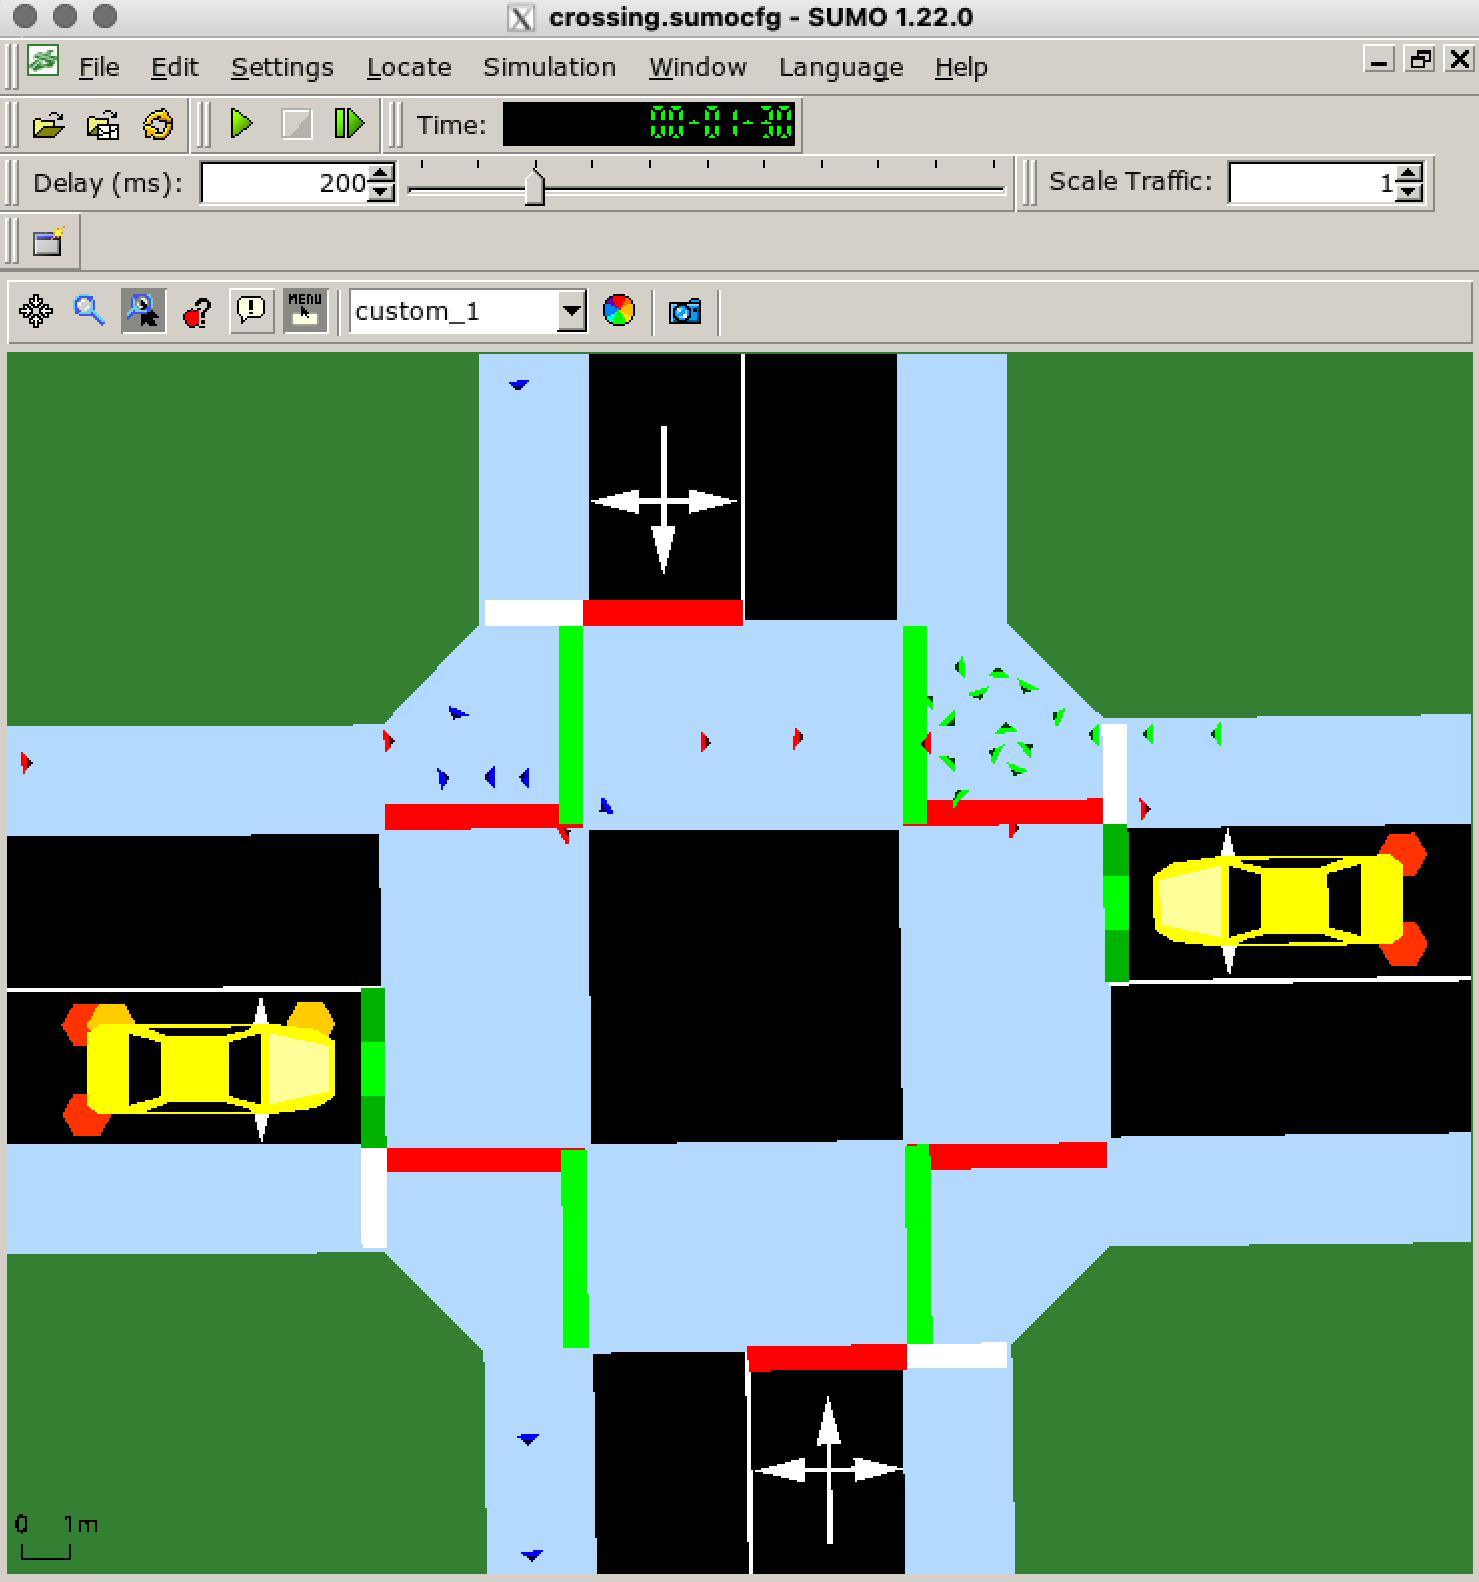 crossing.sumocfg - SUMO 1.22.0
File Edit Settings Locate Simulation Window Language Help
Time: 00-01-30
Delay (ms): 200 Scale Traffic: 1
MENU custom_1
0 1m